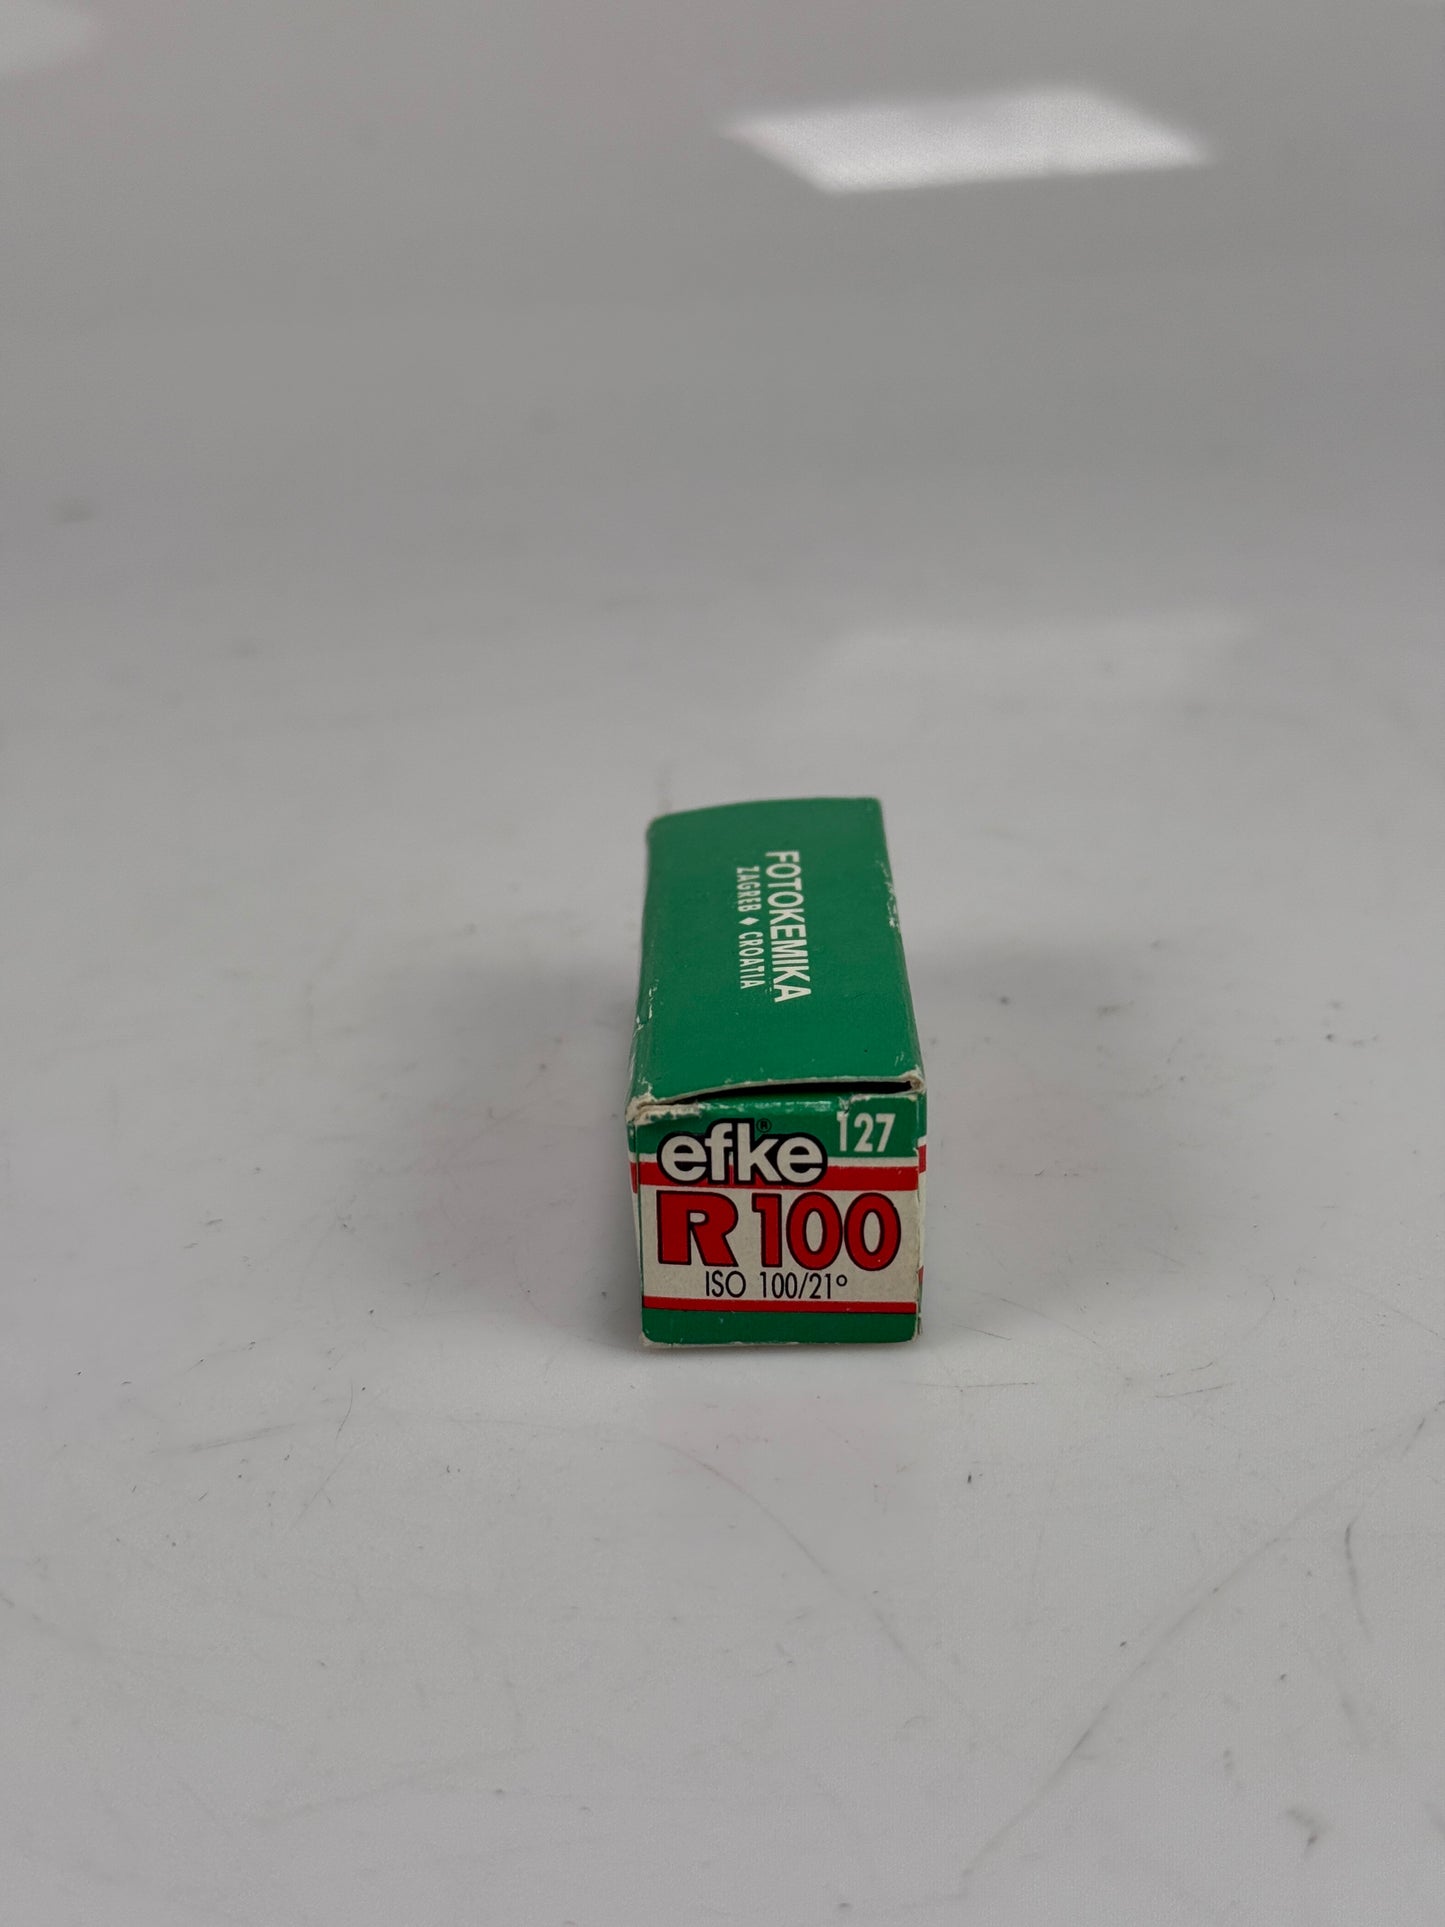 FOTOKEMIKA
ZAGREB ♦ CROATIA
efke® 127
R100
ISO 100/21°